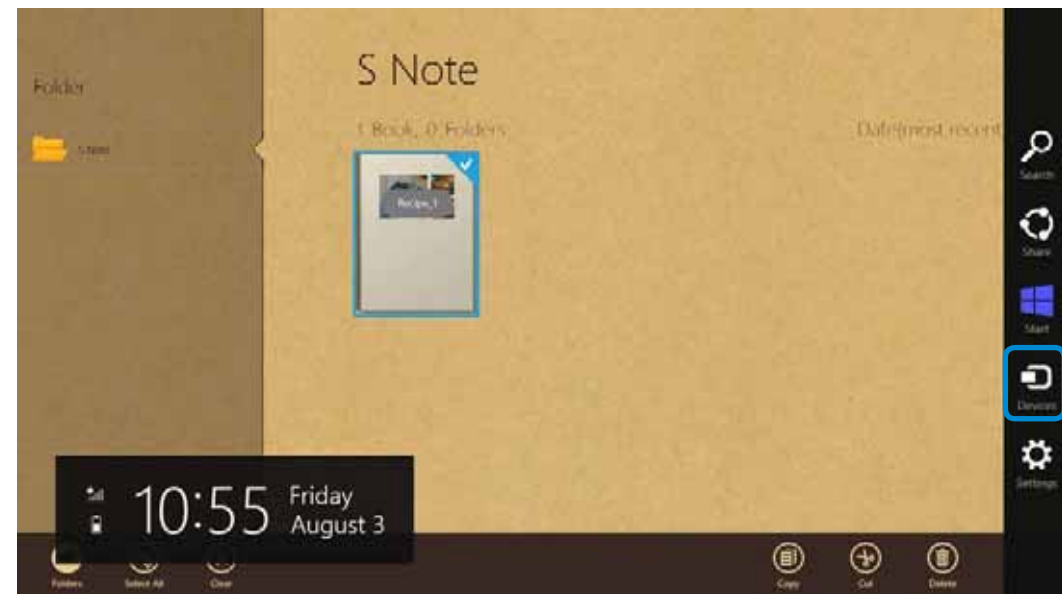 S Note
Folder
1 Book, 0 Folders
Date(most recent
S Note
Recipe_1
Search
Share
Start
Devices
Settings
10:55
Friday
August 3
Folders
Select All
Clear
Copy
Cut
Delete